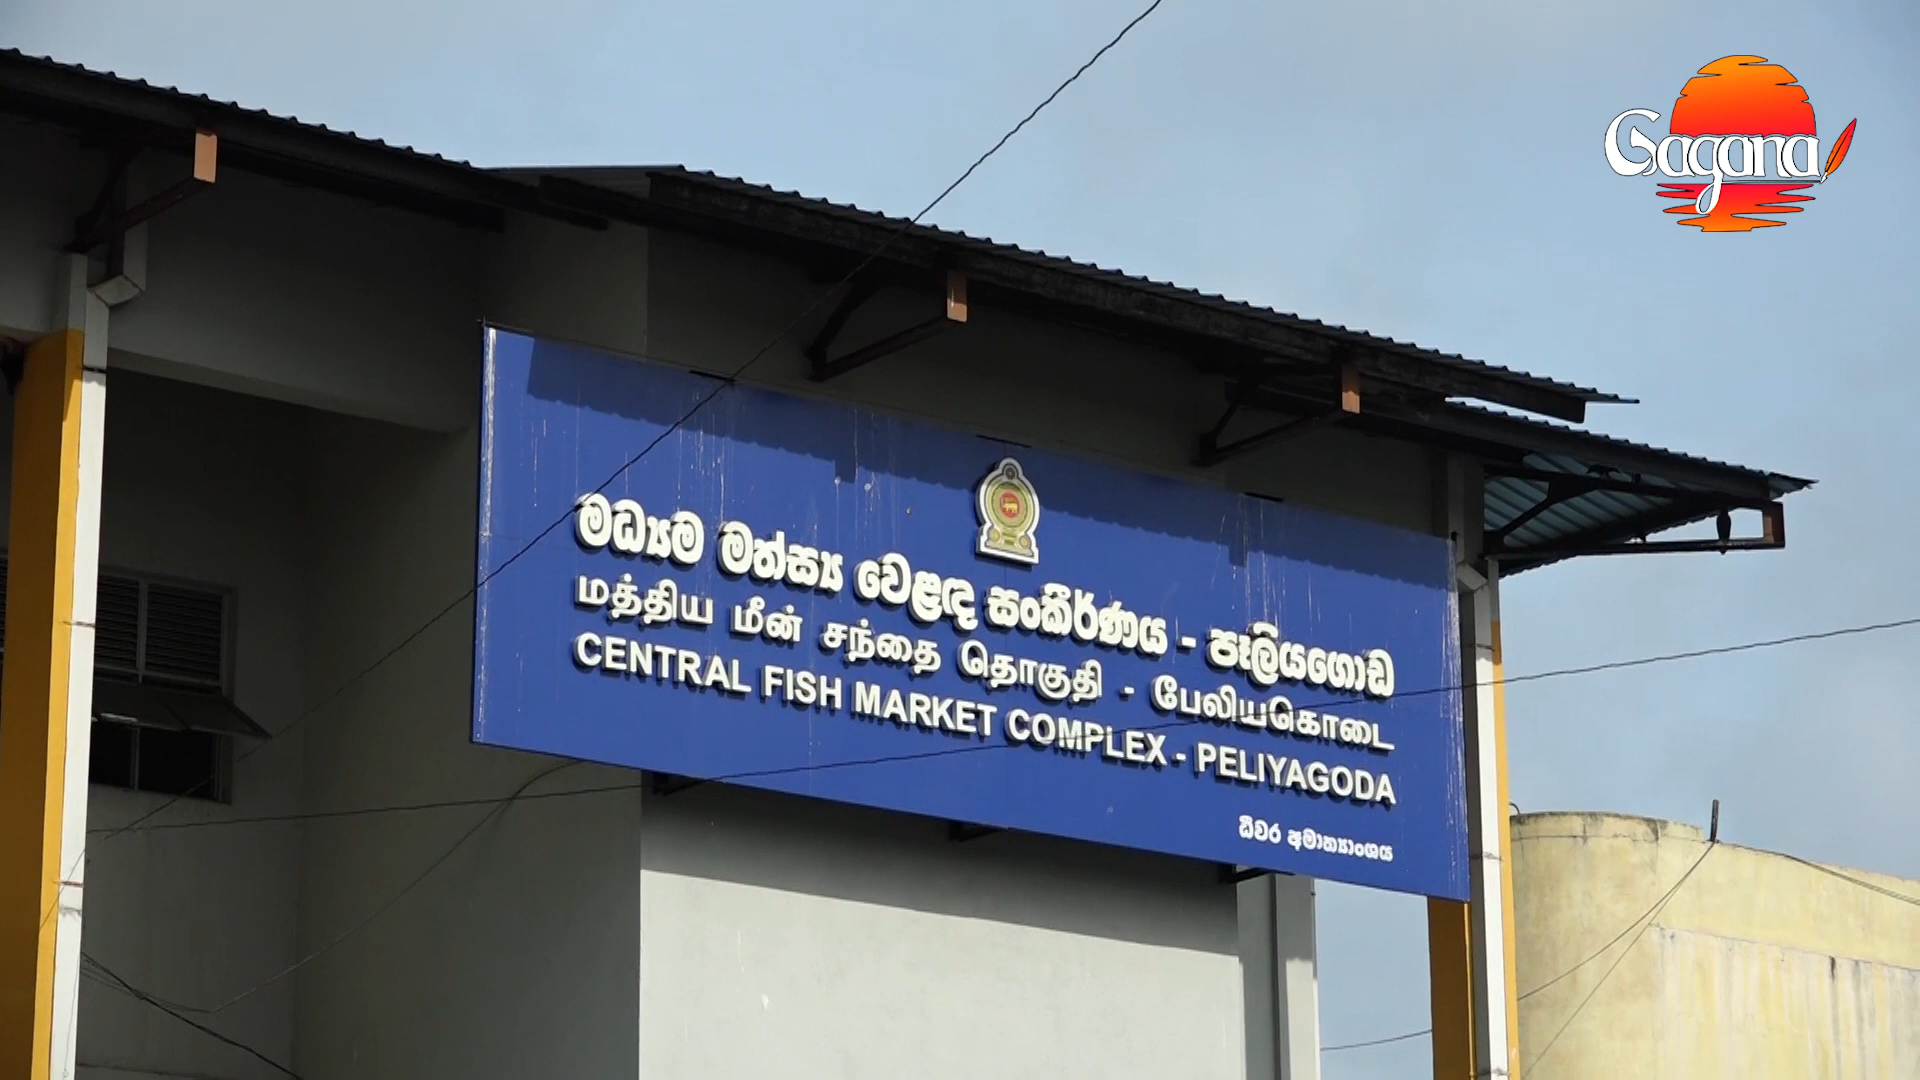 Gagana
මධ්‍යම මත්ස්‍ය වෙළඳ සංකීර්ණය - පෑලියගොඩ
மத்திய மீன் சந்தை தொகுதி - பேலியகொடை
CENTRAL FISH MARKET COMPLEX - PELIYAGODA
ධීවර අමාත්‍යාංශය